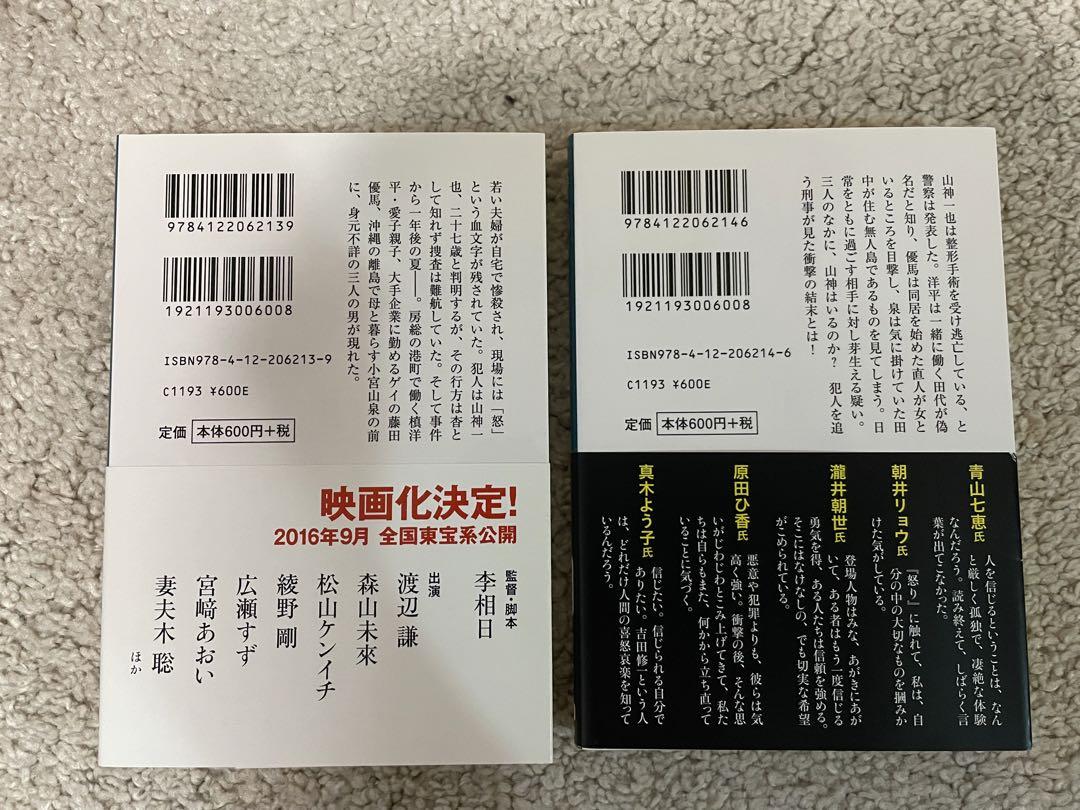 9784122062139
1921193006008
ISBN978-4-12-206213-9
C1193 ¥600E
定価 本体600円+税
若い夫婦が自宅で惨殺され、現場には「怒」
という血文字が残されていた。犯人は山神一
也、二十七歳と判明するが、その行方は杳と
して知れず捜査は難航していた。そして事件
から一年後の夏――。房総の港町で働く槙洋
平・愛子親子、大手企業に勤めるゲイの藤田
優馬、沖縄の離島で母と暮らす小宮山泉の前
に、身元不詳の三人の男が現れた。
映画化決定!
2016年9月 全国東宝系公開
監督・脚本
李相日
出演
渡辺 謙
森山未來
松山ケンイチ
綾野 剛
広瀬すず
宮﨑あおい
妻夫木 聡
ほか
9784122062146
1921193006008
ISBN978-4-12-206214-6
C1193 ¥600E
定価 本体600円+税
山神一也は整形手術を受け逃亡している、と
警察は発表した。洋平は一緒に働く田代が偽
名だと知り、優馬は同居を始めた直人が女と
いるところを目撃し、泉は気に掛けていた田
中が住む無人島であるものを見てしまう。日
常をともに過ごす相手に対し芽生える疑い。
三人のなかに、山神はいるのか? 犯人を追
う刑事が見た衝撃の結末とは!
青山七恵氏
人を信じるということは、なん
と厳しく孤独で、凄絶な体験
なんだろう。読み終えて、しばらく言
葉が出てこなかった。
朝井リョウ氏
『怒り』に触れて、私は、自
分の中の大切なものを摑みか
けた気がしている。
瀧井朝世氏
登場人物はみな、あがきにあが
いて、ある者はもう一度信じる
勇気を得、ある人たちは信頼を強める。
そこにはなけなしの、でも切実な希望
がこめられている。
原田ひ香氏
悪意や犯罪よりも、彼らは気
高く強い。衝撃の後、そんな思
いがじわじわとこみ上げてきて、私た
ちは自らもまた、何かから立ち直って
いることに気づく。
真木よう子氏
信じたい。信じられる自分で
ありたい。吉田修一という人
は、どれだけ人間の喜怒哀楽を知って
いるんだろう。